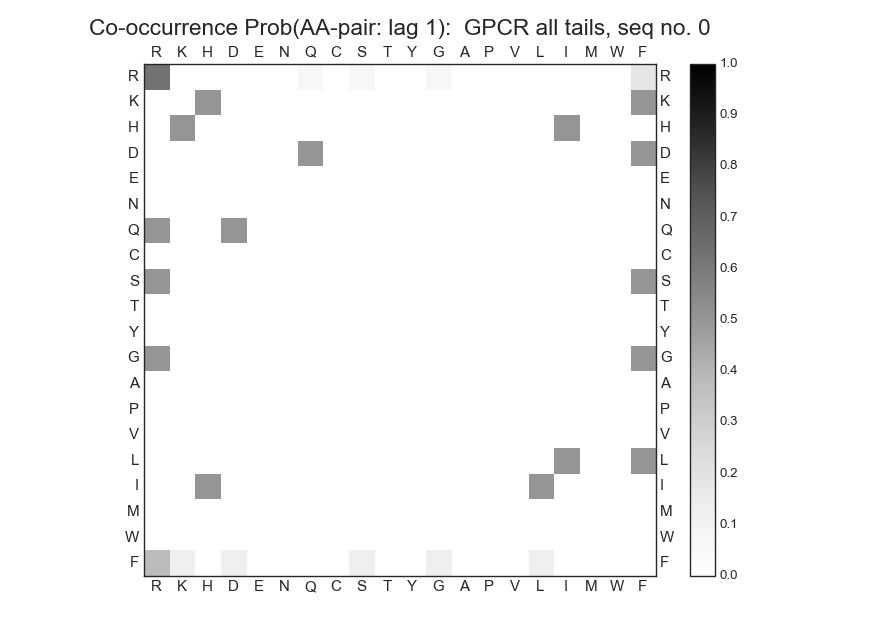 Co-occurrence Prob(AA-pair: lag 1):  GPCR all tails, seq no. 0
R K H D E N Q C S T Y G A P V L I M W F
R R 1.0
K K 0.9
H H
D D 0.8
E E
N N 0.7
Q Q
C C 0.6
S S
T T 0.5
Y Y
G G 0.4
A A
P P 0.3
V V
L L 0.2
I I
M M 0.1
W W
F F 0.0
R K H D E N Q C S T Y G A P V L I M W F